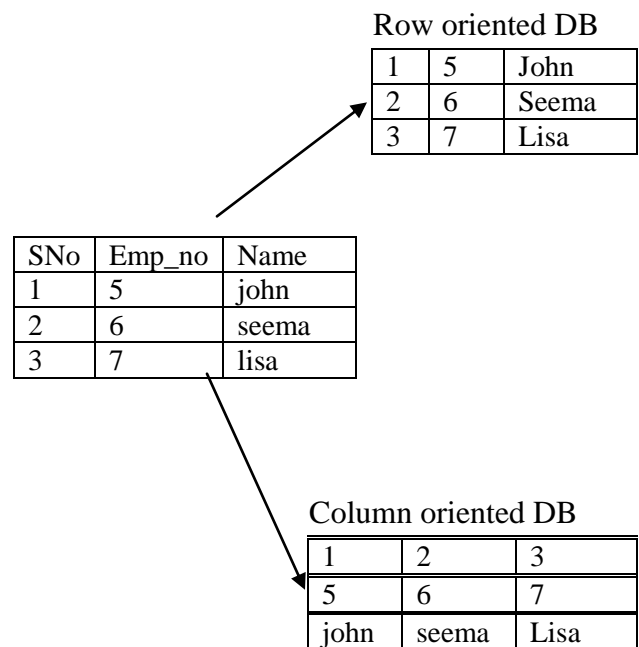 Row oriented DB
1 5 John
2 6 Seema
3 7 Lisa
SNo Emp_no Name
1 5 john
2 6 seema
3 7 lisa
Column oriented DB
1 2 3
5 6 7
john seema Lisa